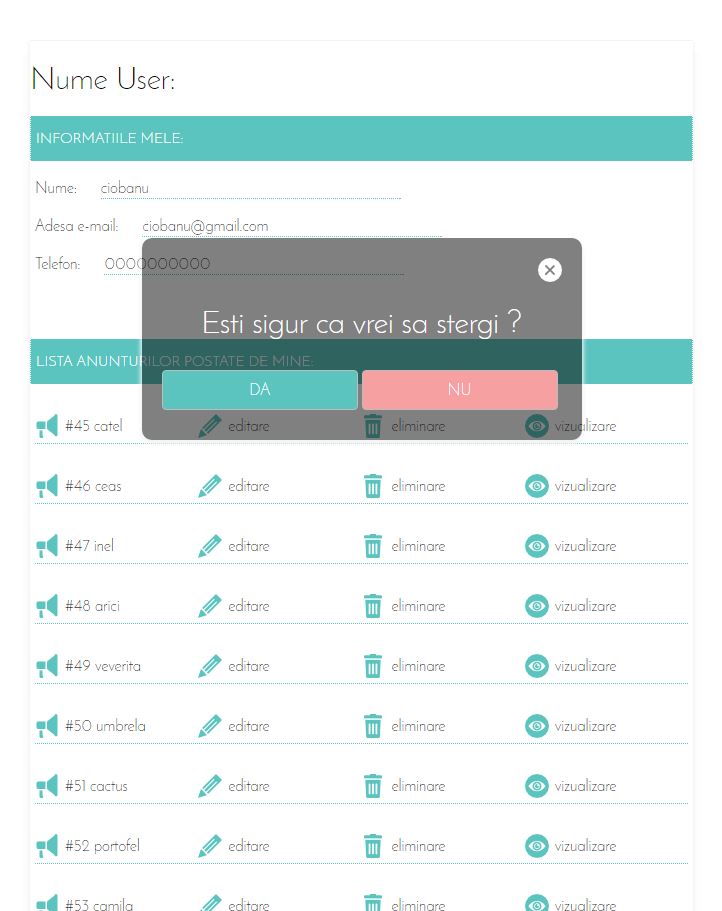 Nume User:
INFORMATIILE MELE:
Nume: ciobanu
Adesa e-mail: ciobanu@gmail.com
Telefon: 0000000000
Esti sigur ca vrei sa stergi ?
LISTA ANUNTURILOR POSTATE DE MINE:
DA NU
#45 catel editare eliminare vizualizare
#46 ceas editare eliminare vizualizare
#47 inel editare eliminare vizualizare
#48 arici editare eliminare vizualizare
#49 veverita editare eliminare vizualizare
#50 umbrela editare eliminare vizualizare
#51 cactus editare eliminare vizualizare
#52 portofel editare eliminare vizualizare
#53 camila editare eliminare vizualizare